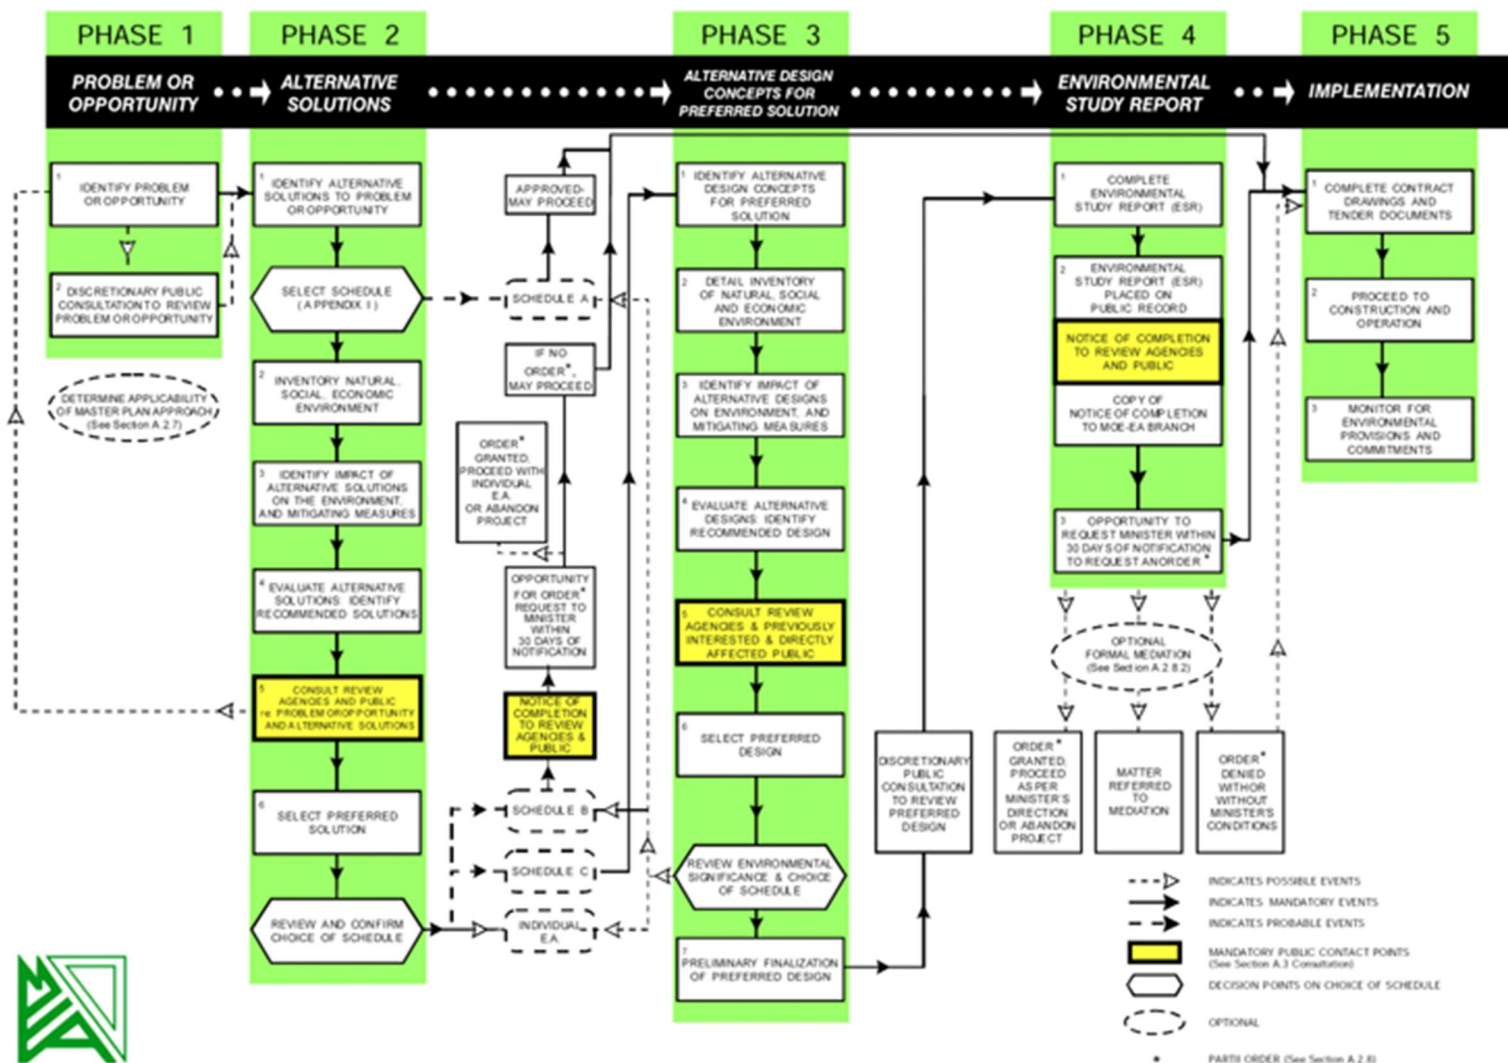 PHASE 1
PROBLEM OR
OPPORTUNITY
1
IDENTIFY PROBLEM
OR OPPORTUNITY
2 DISCRETIONARY PUBLIC
CONSULTATION TO REVIEW
PROBLEM OR OPPORTUNITY
DETERMINE APPLICABILITY
OF MASTER PLAN APPROACH
(See Section A.2.7)
PHASE 2
ALTERNATIVE
SOLUTIONS
1
IDENTIFY ALTERNATIVE
SOLUTIONS TO PROBLEM
OR OPPORTUNITY
SELECT SCHEDULE
(APPENDIX I)
2
INVENTORY NATURAL,
SOCIAL, ECONOMIC
ENVIRONMENT
3 IDENTIFY IMPACT OF
ALTERNATIVE SOLUTIONS
ON THE ENVIRONMENT,
AND MITIGATING MEASURES
4 EVALUATE ALTERNATIVE
SOLUTIONS: IDENTIFY
RECOMMENDED SOLUTIONS
5
CONSULT REVIEW
AGENCIES AND PUBLIC
re: PROBLEM OR OPPORTUNITY
AND ALTERNATIVE SOLUTIONS
6
SELECT PREFERRED
SOLUTION
REVIEW AND CONFIRM
CHOICE OF SCHEDULE
APPROVED-
MAY PROCEED
SCHEDULE A
IF NO
ORDER*,
MAY PROCEED
ORDER*
GRANTED,
PROCEED WITH
INDIVIDUAL
E.A.
OR ABANDON
PROJECT
OPPORTUNITY
FOR ORDER*
REQUEST TO
MINISTER
WITHIN
30 DAYS OF
NOTIFICATION
NOTICE OF
COMPLETION
TO REVIEW
AGENCIES &
PUBLIC
SCHEDULE B
SCHEDULE C
INDIVIDUAL
E.A.
PHASE 3
ALTERNATIVE DESIGN
CONCEPTS FOR
PREFERRED SOLUTION
1 IDENTIFY ALTERNATIVE
DESIGN CONCEPTS
FOR PREFERRED
SOLUTION
2
DETAIL INVENTORY
OF NATURAL, SOCIAL
AND ECONOMIC
ENVIRONMENT
3 IDENTIFY IMPACT OF
ALTERNATIVE DESIGNS
ON ENVIRONMENT, AND
MITIGATING MEASURES
4
EVALUATE ALTERNATIVE
DESIGNS: IDENTIFY
RECOMMENDED DESIGN
5 CONSULT REVIEW
AGENCIES & PREVIOUSLY
INTERESTED & DIRECTLY
AFFECTED PUBLIC
6
SELECT PREFERRED
DESIGN
REVIEW ENVIRONMENTAL
SIGNIFICANCE & CHOICE
OF SCHEDULE
7
PRELIMINARY FINALIZATION
OF PREFERRED DESIGN
DISCRETIONARY
PUBLIC
CONSULTATION
TO REVIEW
PREFERRED
DESIGN
PHASE 4
ENVIRONMENTAL
STUDY REPORT
1
COMPLETE
ENVIRONMENTAL
STUDY REPORT (ESR)
2 ENVIRONMENTAL
STUDY REPORT (ESR)
PLACED ON
PUBLIC RECORD
NOTICE OF COMPLETION
TO REVIEW AGENCIES
AND PUBLIC
COPY OF
NOTICE OF COMPLETION
TO MOE-EA BRANCH
3 OPPORTUNITY TO
REQUEST MINISTER WITHIN
30 DAYS OF NOTIFICATION
TO REQUEST AN ORDER*
OPTIONAL
FORMAL MEDIATION
(See Section A.2.8.2)
ORDER*
GRANTED,
PROCEED
AS PER
MINISTER'S
DIRECTION
OR ABANDON
PROJECT
MATTER
REFERRED
TO
MEDIATION
ORDER*
DENIED
WITH OR
WITHOUT
MINISTER'S
CONDITIONS
PHASE 5
IMPLEMENTATION
1
COMPLETE CONTRACT
DRAWINGS AND
TENDER DOCUMENTS
2
PROCEED TO
CONSTRUCTION AND
OPERATION
3
MONITOR FOR
ENVIRONMENTAL
PROVISIONS AND
COMMITMENTS
INDICATES POSSIBLE EVENTS
INDICATES MANDATORY EVENTS
INDICATES PROBABLE EVENTS
MANDATORY PUBLIC CONTACT POINTS
(See Section A.3 Consultation)
DECISION POINTS ON CHOICE OF SCHEDULE
OPTIONAL
* PART II ORDER (See Section A.2.8)
MEA